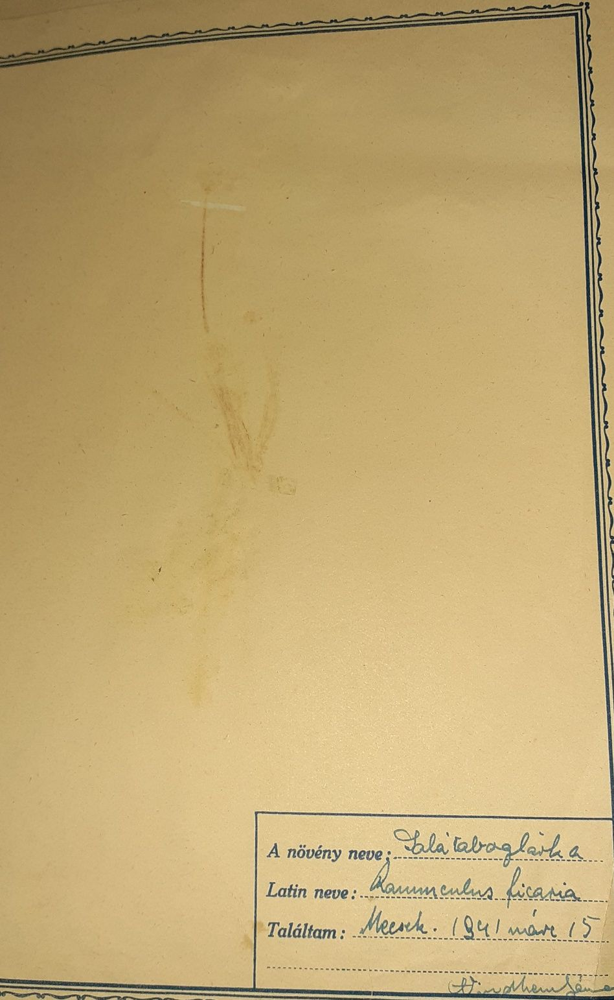 A növény neve: Salátaboglárka
Latin neve: Ranunculus ficaria
Találtam: Mecsek. 1941 márc 15